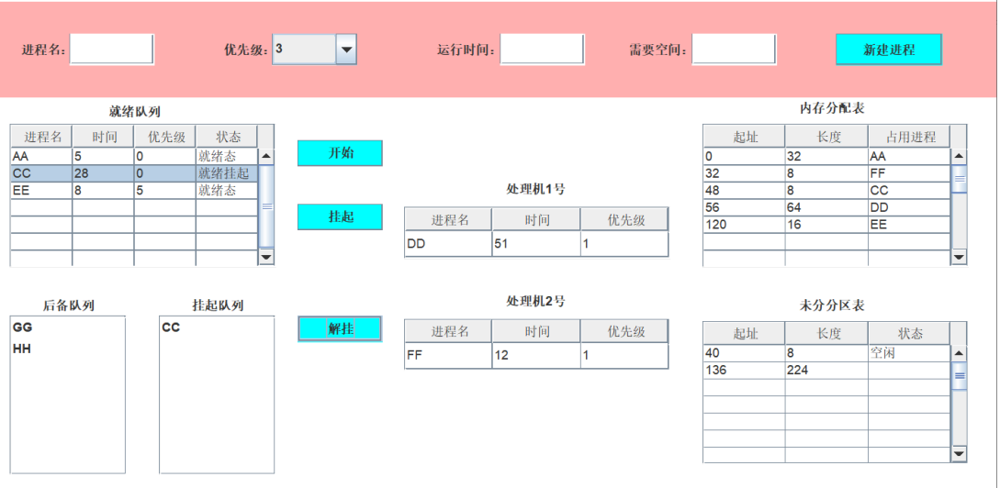 进程名: 优先级: 3 运行时间: 需要空间: 新建进程
就绪队列
进程名 时间 优先级 状态
AA 5 0 就绪态
CC 28 0 就绪挂起
EE 8 5 就绪态
开始
挂起
解挂
后备队列
GG
HH
挂起队列
CC
处理机1号
进程名 时间 优先级
DD 51 1
处理机2号
进程名 时间 优先级
FF 12 1
内存分配表
起址 长度 占用进程
0 32 AA
32 8 FF
48 8 CC
56 64 DD
120 16 EE
未分分区表
起址 长度 状态
40 8 空闲
136 224